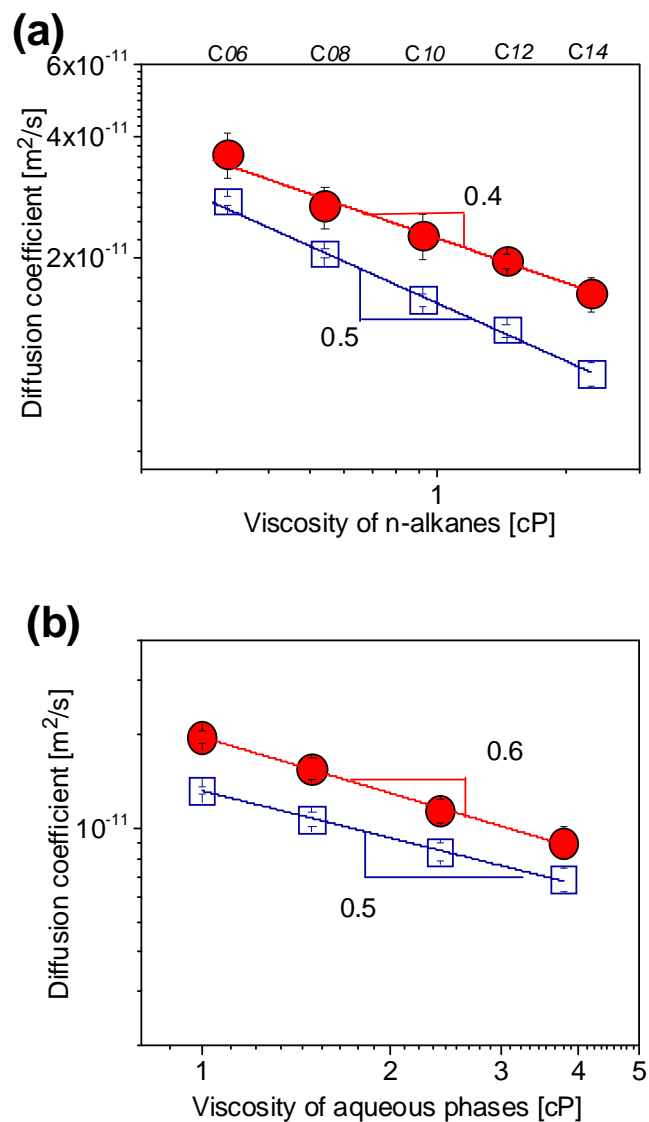 (a)
C06 C08 C10 C12 C14
6x10⁻¹¹
4x10⁻¹¹
2x10⁻¹¹
Diffusion coefficient [m²/s]
0.4
0.5
1
Viscosity of n-alkanes [cP]
(b)
10⁻¹¹
Diffusion coefficient [m²/s]
0.6
0.5
1 2 3 4 5
Viscosity of aqueous phases [cP]